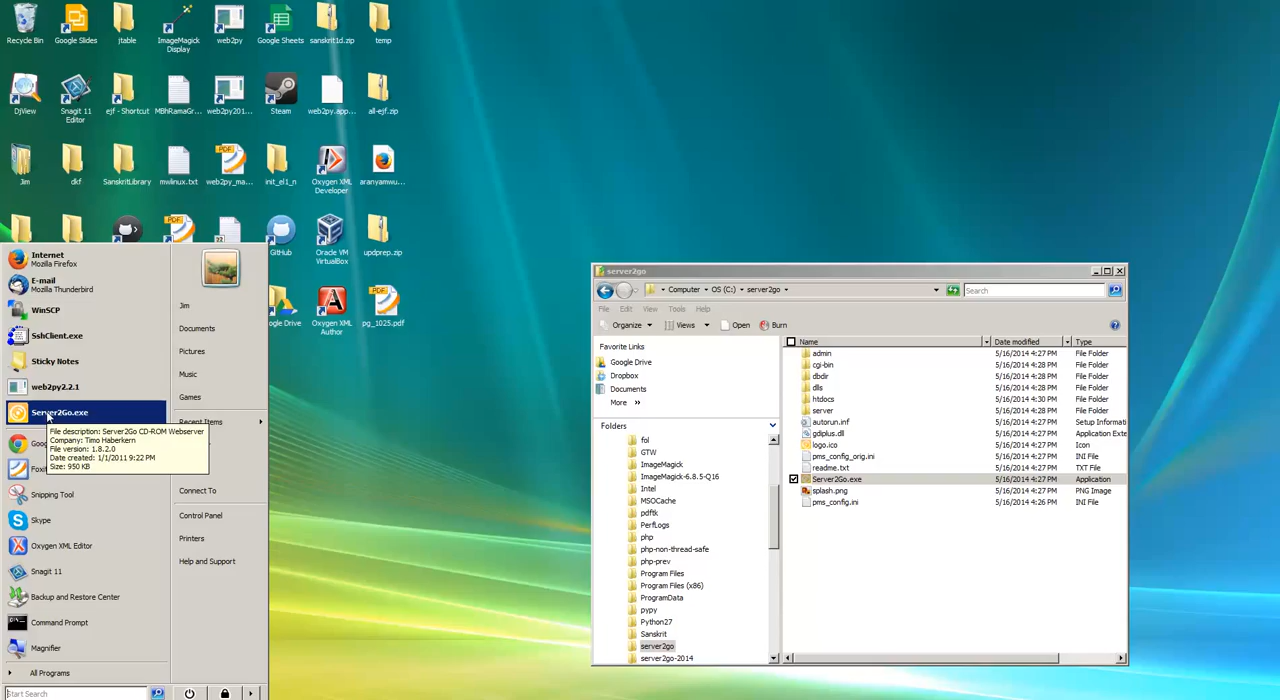 Recycle Bin
Google Slides
jtable
ImageMagick
Display
web2py
Google Sheets
sanskrit1d.zip
temp
DjView
Snagit 11
Editor
ejf - Shortcut
MBhRamaGr...
web2py201...
Steam
web2py.app...
all-ejf.zip
Jim
dkf
SanskritLibrary
mwlinux.txt
web2py_ma...
init_el1_n
Oxygen XML
Developer
aranyamwu...
GitHub
Oracle VM
VirtualBox
updprep.zip
ogle Drive
Oxygen XML
Author
pg_1025.pdf
Internet
Mozilla Firefox
E-mail
Mozilla Thunderbird
WinSCP
SshClient.exe
Sticky Notes
web2py2.2.1
Server2Go.exe
File description: Server2Go CD-ROM Webserver
Company: Timo Haberkern
File version: 1.8.2.0
Date created: 1/1/2011 9:22 PM
Size: 950 KB
Goo
Foxi
Snipping Tool
Skype
Oxygen XML Editor
Snagit 11
Backup and Restore Center
Command Prompt
Magnifier
All Programs
Start Search
Jim
Documents
Pictures
Music
Games
Recent Items
Connect To
Control Panel
Printers
Help and Support
server2go
Computer OS (C:) server2go
Search
File Edit View Tools Help
Organize Views Open Burn
Favorite Links
Google Drive
Dropbox
Documents
More »
Folders
fol
GTW
ImageMagick
ImageMagick-6.8.5-Q16
Intel
MSOCache
pdftk
PerfLogs
php
php-non-thread-safe
php-prev
Program Files
Program Files (x86)
ProgramData
pypy
Python27
Sanskrit
server2go
server2go-2014
Name Date modified Type
admin 5/16/2014 4:27 PM File Folder
cgi-bin 5/16/2014 4:28 PM File Folder
dbdir 5/16/2014 4:28 PM File Folder
dlls 5/16/2014 4:28 PM File Folder
htdocs 5/16/2014 4:27 PM File Folder
server 5/16/2014 4:28 PM File Folder
autorun.inf 5/16/2014 4:27 PM Setup Informati
gdiplus.dll 5/16/2014 4:27 PM Application Exte
logo.ico 5/16/2014 4:27 PM Icon
pms_config_orig.ini 5/16/2014 4:27 PM INI File
readme.txt 5/16/2014 4:27 PM TXT File
Server2Go.exe 5/16/2014 4:27 PM Application
splash.png 5/16/2014 4:27 PM PNG Image
pms_config.ini 5/16/2014 4:26 PM INI File